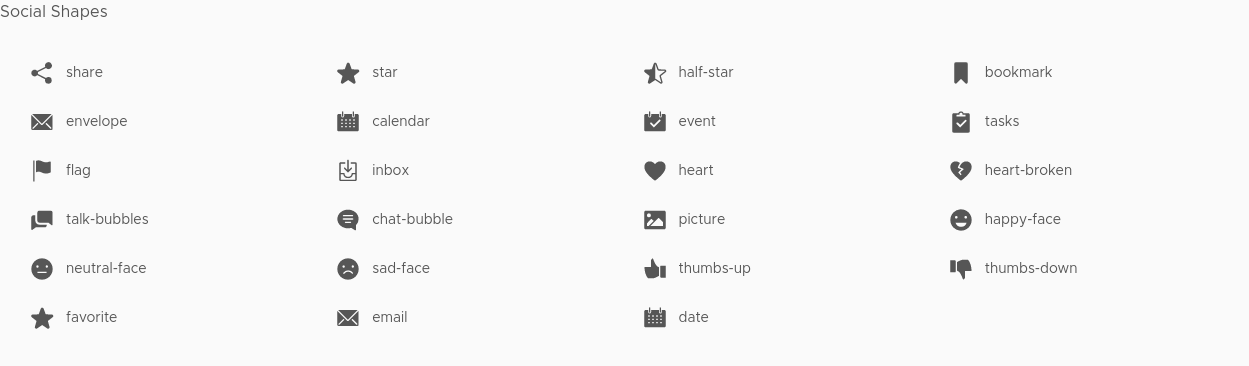 Social Shapes
share star half-star bookmark
envelope calendar event tasks
flag inbox heart heart-broken
talk-bubbles chat-bubble picture happy-face
neutral-face sad-face thumbs-up thumbs-down
favorite email date